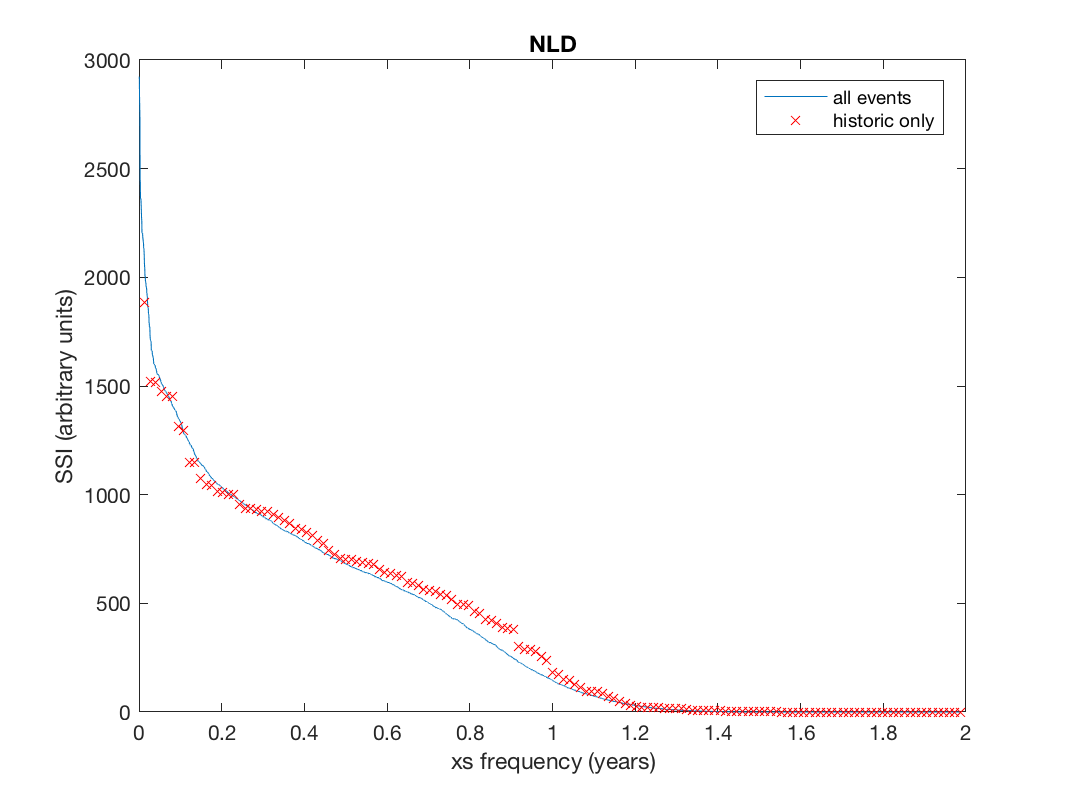 NLD
3000
2500
2000
1500
1000
500
0
SSI (arbitrary units)
all events
historic only
0 0.2 0.4 0.6 0.8 1 1.2 1.4 1.6 1.8 2
xs frequency (years)